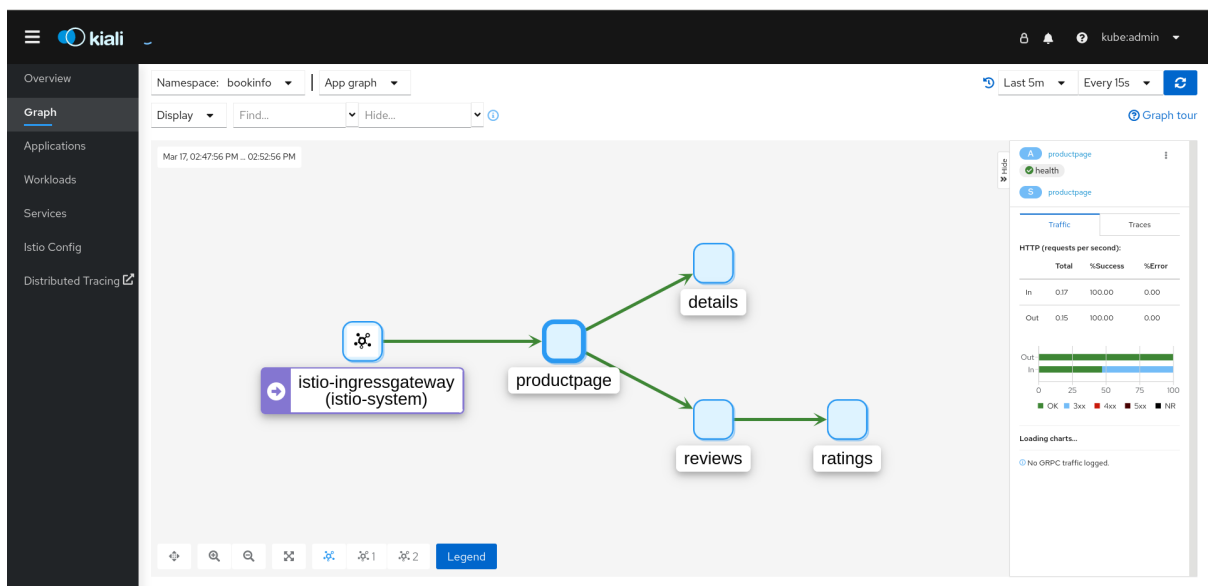 kiali
kube:admin
Overview
Graph
Applications
Workloads
Services
Istio Config
Distributed Tracing
Namespace: bookinfo
App graph
Last 5m
Every 15s
Display
Find...
Hide...
Graph tour
Mar 17, 02:47:56 PM ... 02:52:56 PM
Hide
details
istio-ingressgateway
(istio-system)
productpage
reviews
ratings
1
2
Legend
A productpage
health
S productpage
Traffic Traces
HTTP (requests per second):
Total %Success %Error
In 0.17 100.00 0.00
Out 0.15 100.00 0.00
Out
In
0 25 50 75 100
OK 3xx 4xx 5xx NR
Loading charts...
No GRPC traffic logged.